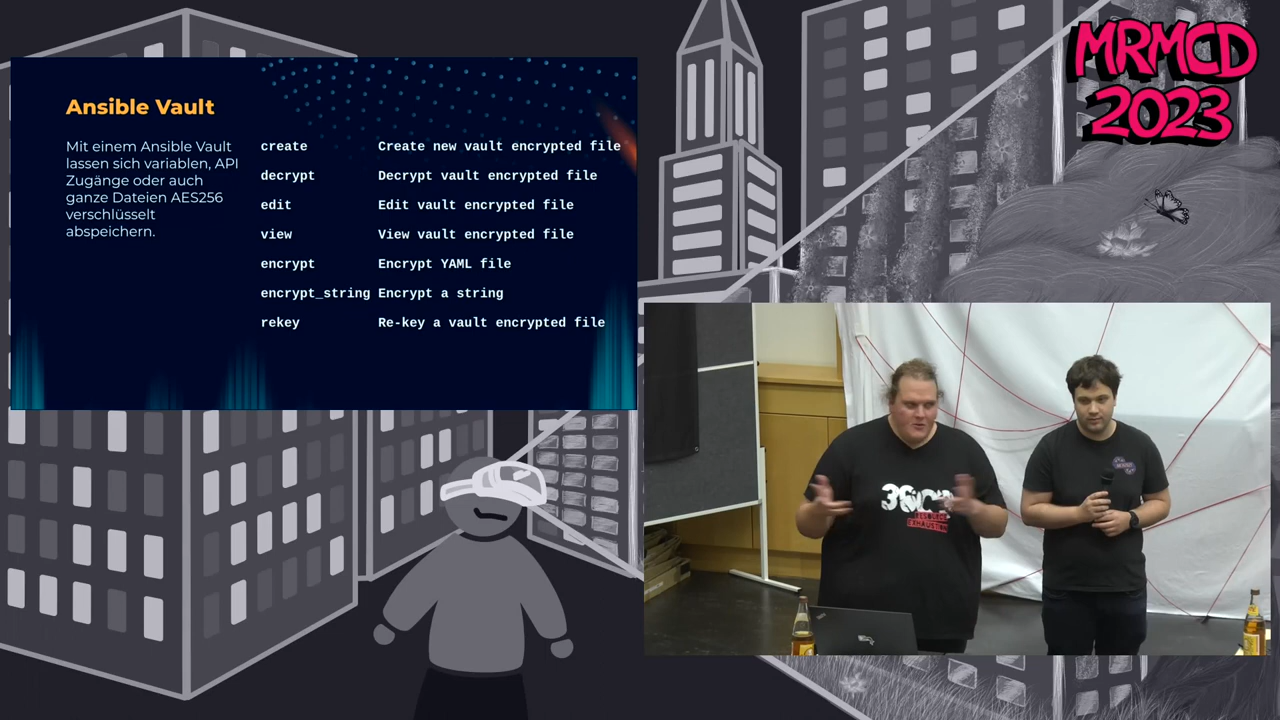 MRMCD
2023
Ansible Vault
Mit einem Ansible Vault
lassen sich variablen, API
Zugänge oder auch
ganze Dateien AES256
verschlüsselt
abspeichern.
create Create new vault encrypted file
decrypt Decrypt vault encrypted file
edit Edit vault encrypted file
view View vault encrypted file
encrypt Encrypt YAML file
encrypt_string Encrypt a string
rekey Re-key a vault encrypted file